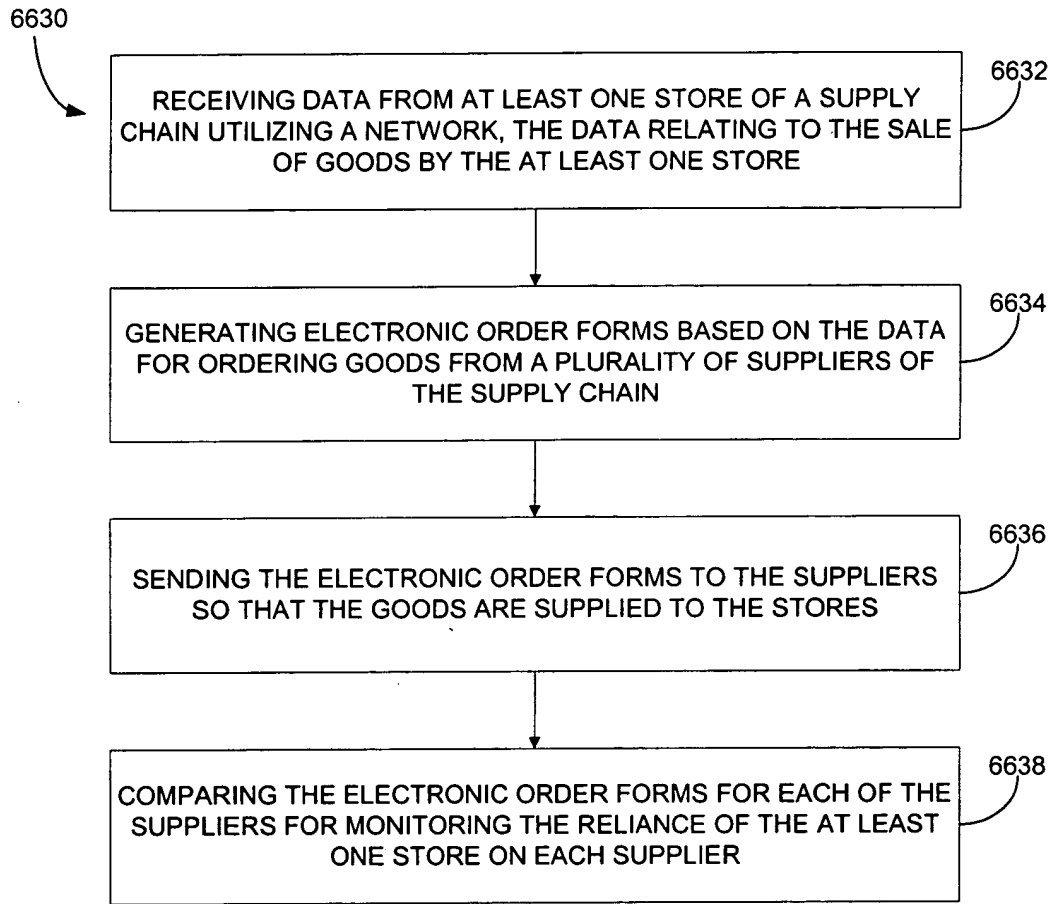 6630
6632
RECEIVING DATA FROM AT LEAST ONE STORE OF A SUPPLY
CHAIN UTILIZING A NETWORK, THE DATA RELATING TO THE SALE
OF GOODS BY THE AT LEAST ONE STORE
6634
GENERATING ELECTRONIC ORDER FORMS BASED ON THE DATA
FOR ORDERING GOODS FROM A PLURALITY OF SUPPLIERS OF
THE SUPPLY CHAIN
6636
SENDING THE ELECTRONIC ORDER FORMS TO THE SUPPLIERS
SO THAT THE GOODS ARE SUPPLIED TO THE STORES
6638
COMPARING THE ELECTRONIC ORDER FORMS FOR EACH OF THE
SUPPLIERS FOR MONITORING THE RELIANCE OF THE AT LEAST
ONE STORE ON EACH SUPPLIER